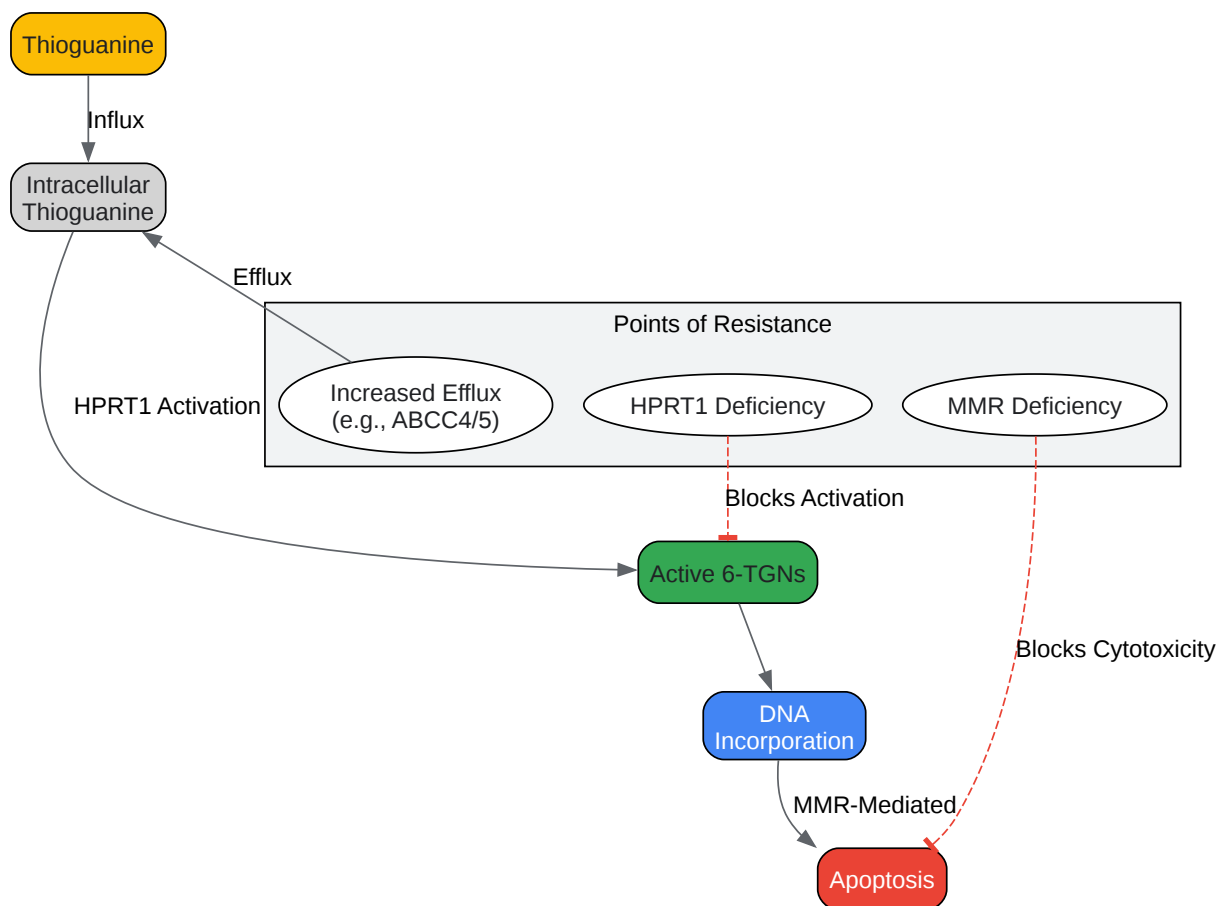 Thioguanine
Influx
Intracellular
Thioguanine
Efflux
Points of Resistance
HPRT1 Activation
Increased Efflux
(e.g., ABCC4/5)
HPRT1 Deficiency
MMR Deficiency
Blocks Activation
Active 6-TGNs
Blocks Cytotoxicity
DNA
Incorporation
MMR-Mediated
Apoptosis